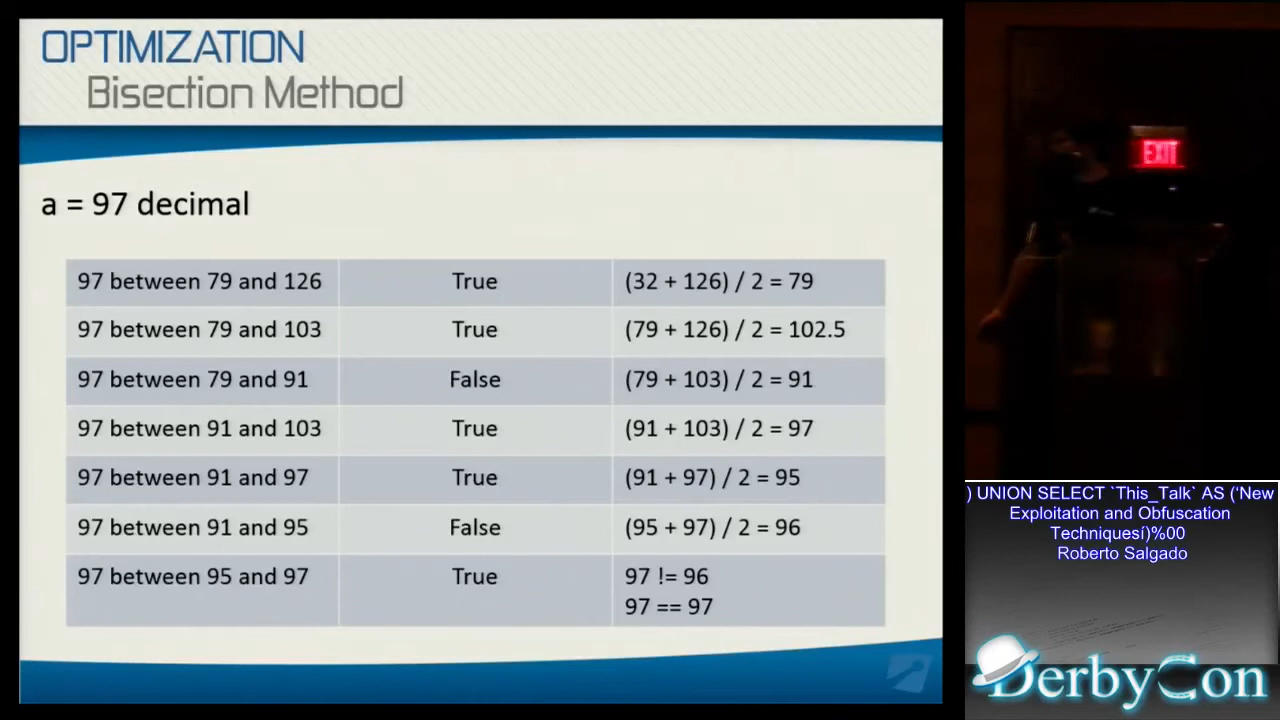 OPTIMIZATION
Bisection Method
a = 97 decimal
97 between 79 and 126 True (32 + 126) / 2 = 79
97 between 79 and 103 True (79 + 126) / 2 = 102.5
97 between 79 and 91 False (79 + 103) / 2 = 91
97 between 91 and 103 True (91 + 103) / 2 = 97
97 between 91 and 97 True (91 + 97) / 2 = 95
97 between 91 and 95 False (95 + 97) / 2 = 96
97 between 95 and 97 True 97 != 96
97 == 97
EXIT
) UNION SELECT `This_Talk` AS (‘New
Exploitation and Obfuscation
Techniquesí)%00
Roberto Salgado
DerbyCon